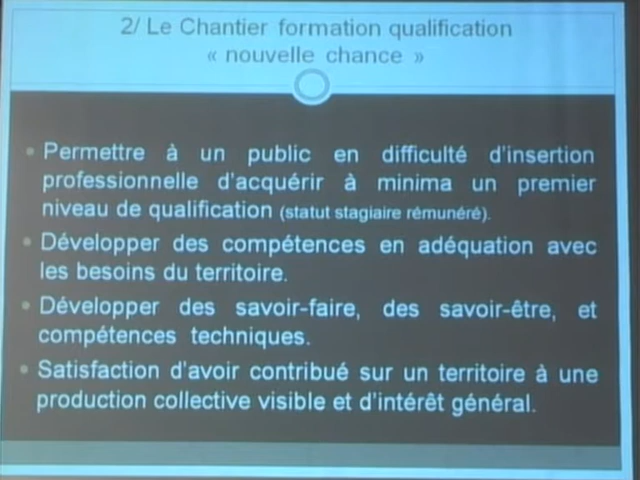 2/ Le Chantier formation qualification
« nouvelle chance »
• Permettre à un public en difficulté d'insertion
professionnelle d'acquérir à minima un premier
niveau de qualification (statut stagiaire rémunéré).
• Développer des compétences en adéquation avec
les besoins du territoire.
• Développer des savoir-faire, des savoir-être, et
compétences techniques.
• Satisfaction d'avoir contribué sur un territoire à une
production collective visible et d'intérêt général.